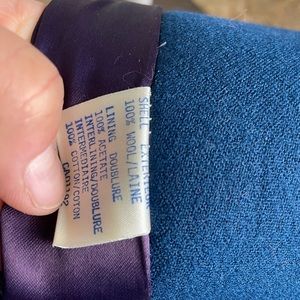 SHELL EXTERIEUR
100% WOOL/LAINE
LINING DOUBLURE
100% ACETATE
INTERLINING/DOUBLURE
INTERMEDIAIRE
100% COTTON/COTON